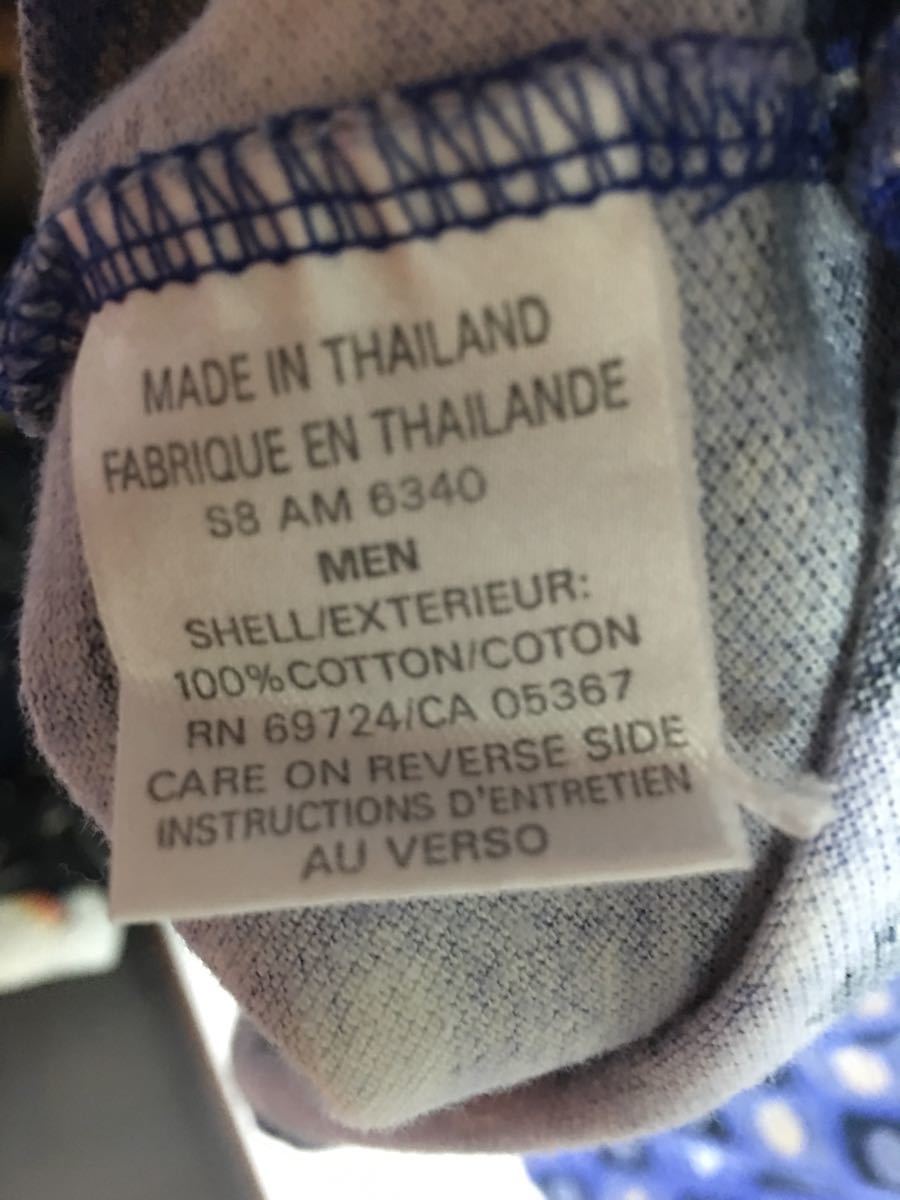 MADE IN THAILAND
FABRIQUE EN THAILANDE
S8 AM 6340
MEN
SHELL/EXTERIEUR:
100%COTTON/COTON
RN 69724/CA 05367
CARE ON REVERSE SIDE
INSTRUCTIONS D'ENTRETIEN
AU VERSO